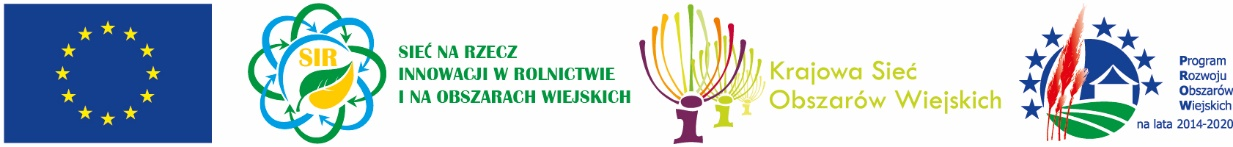 SIR
SIEĆ NA RZECZ
INNOWACJI W ROLNICTWIE
I NA OBSZARACH WIEJSKICH
Krajowa Sieć
Obszarów Wiejskich
Program
Rozwoju
Obszarów
Wiejskich
na lata 2014-2020